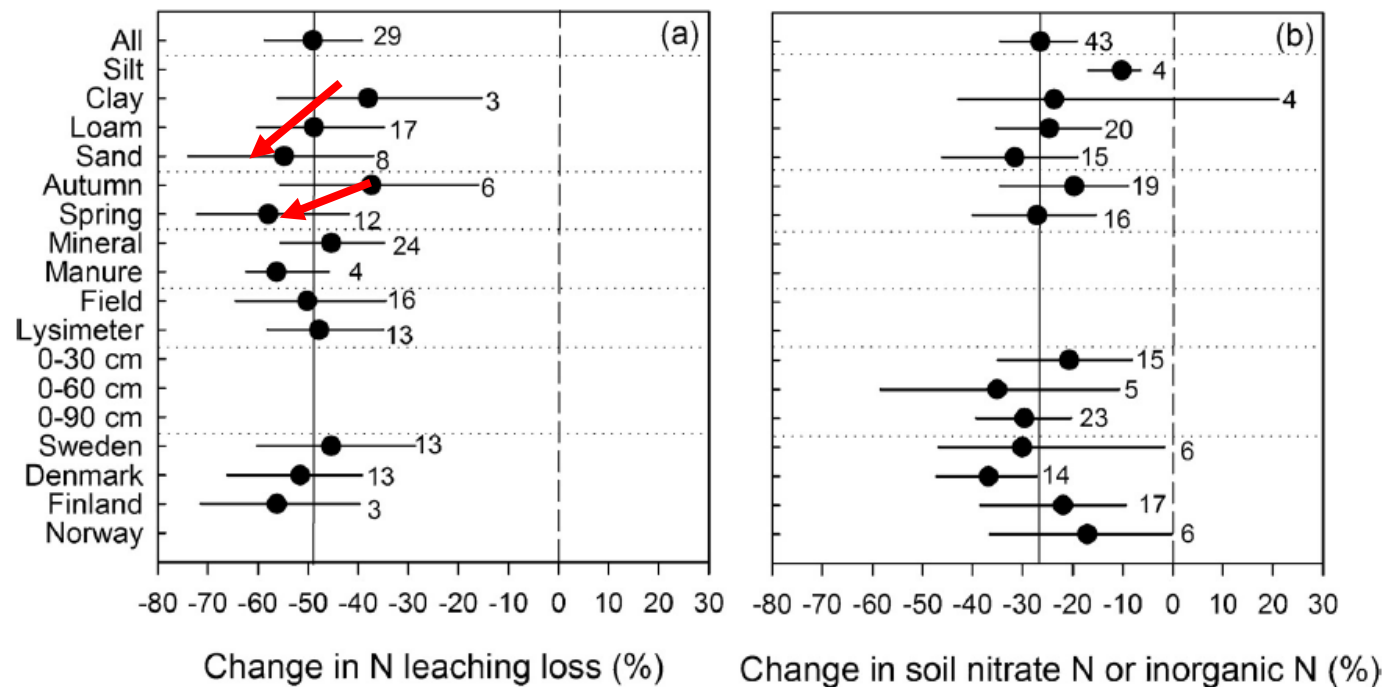 (a)
(b)
All 29 43
Silt 4
Clay 3 4
Loam 17 20
Sand 8 15
Autumn 6 19
Spring 12 16
Mineral 24
Manure 4
Field 16
Lysimeter 13
0-30 cm 15
0-60 cm 5
0-90 cm 23
Sweden 13 6
Denmark 13 14
Finland 3 17
Norway 6
-80 -70 -60 -50 -40 -30 -20 -10 0 10 20 30
-80 -70 -60 -50 -40 -30 -20 -10 0 10 20 30
Change in N leaching loss (%)
Change in soil nitrate N or inorganic N (%)